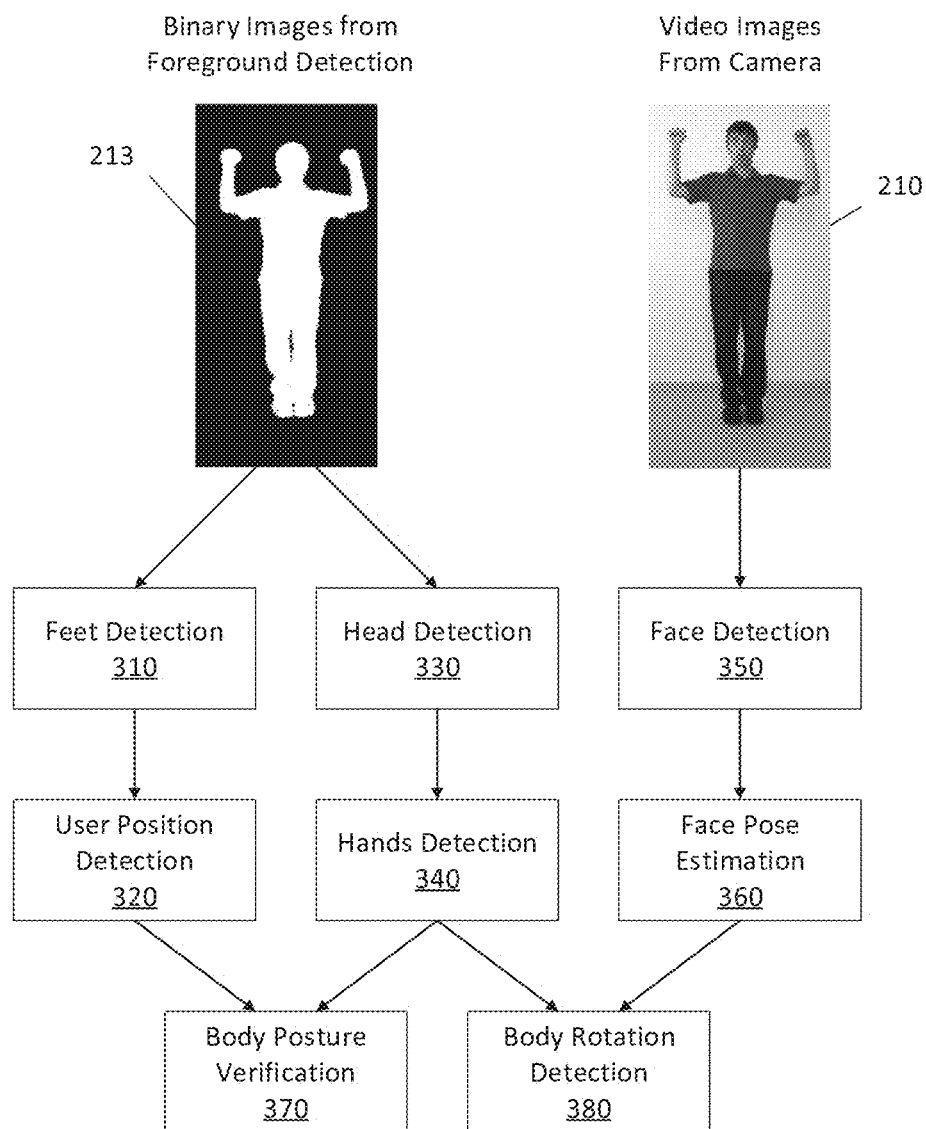 Binary Images from
Foreground Detection
Video Images
From Camera
213
210
Feet Detection
310
Head Detection
330
Face Detection
350
User Position
Detection
320
Hands Detection
340
Face Pose
Estimation
360
Body Posture
Verification
370
Body Rotation
Detection
380